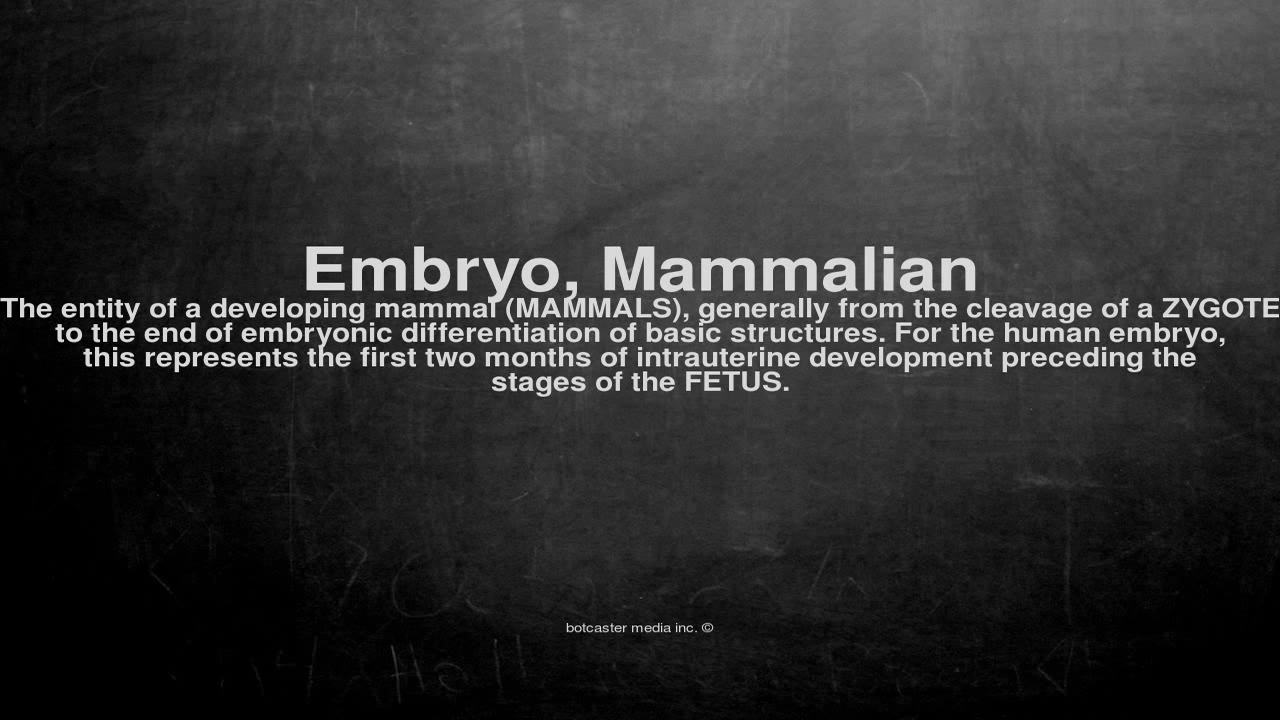 Embryo, Mammalian
The entity of a developing mammal (MAMMALS), generally from the cleavage of a ZYGOTE
to the end of embryonic differentiation of basic structures. For the human embryo,
this represents the first two months of intrauterine development preceding the
stages of the FETUS.
botcaster media inc. ©